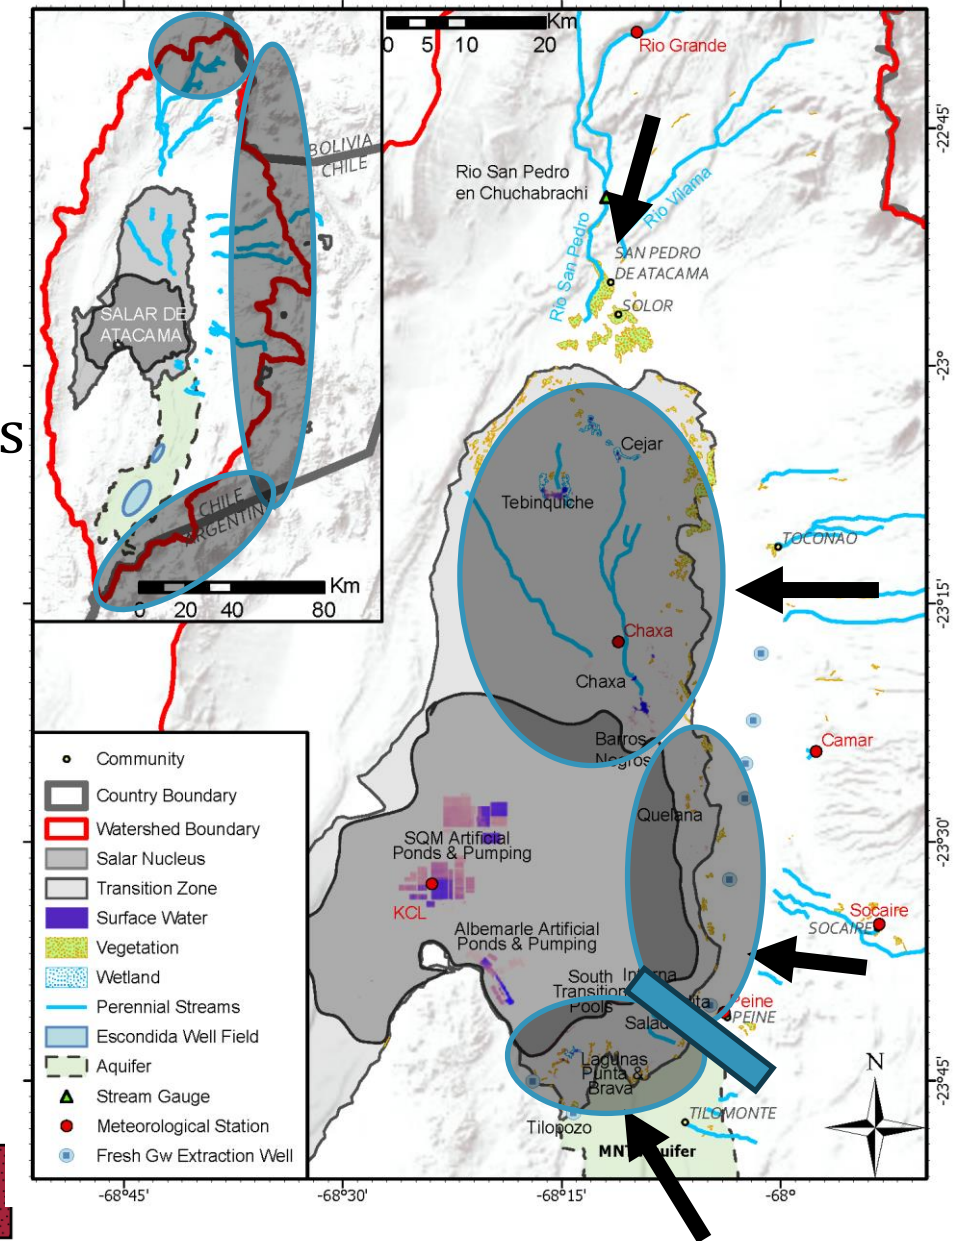 S
BOLIVIA
CHILE
SALAR DE
ATACAMA
CHILE
ARGENTIN
Km
0 20 40 80
Km
0 5 10 20
Rio Grande
Rio San Pedro
en Chuchabrachi
Rio Vilama
Rio San Pedro
SAN PEDRO
DE ATACAMA
SOLOR
Cejar
Tebinquiche
TOCONAO
Chaxa
Chaxa
Barros
Negros
Camar
Quelana
SQM Artificial
Ponds & Pumping
KCL
Socaire
SOCAIRE
Albemarle Artificial
Ponds & Pumping
South
Transition
Pools
Interna
Salad
Peine
PEINE
Lagunas
Punta &
Brava
Tilopozo
TILOMONTE
MNT
uifer
N
Community
Country Boundary
Watershed Boundary
Salar Nucleus
Transition Zone
Surface Water
Vegetation
Wetland
Perennial Streams
Escondida Well Field
Aquifer
Stream Gauge
Meteorological Station
Fresh Gw Extraction Well
-22°45'
-23°
-23°15'
-23°30'
-23°45'
-68°45' -68°30' -68°15' -68°